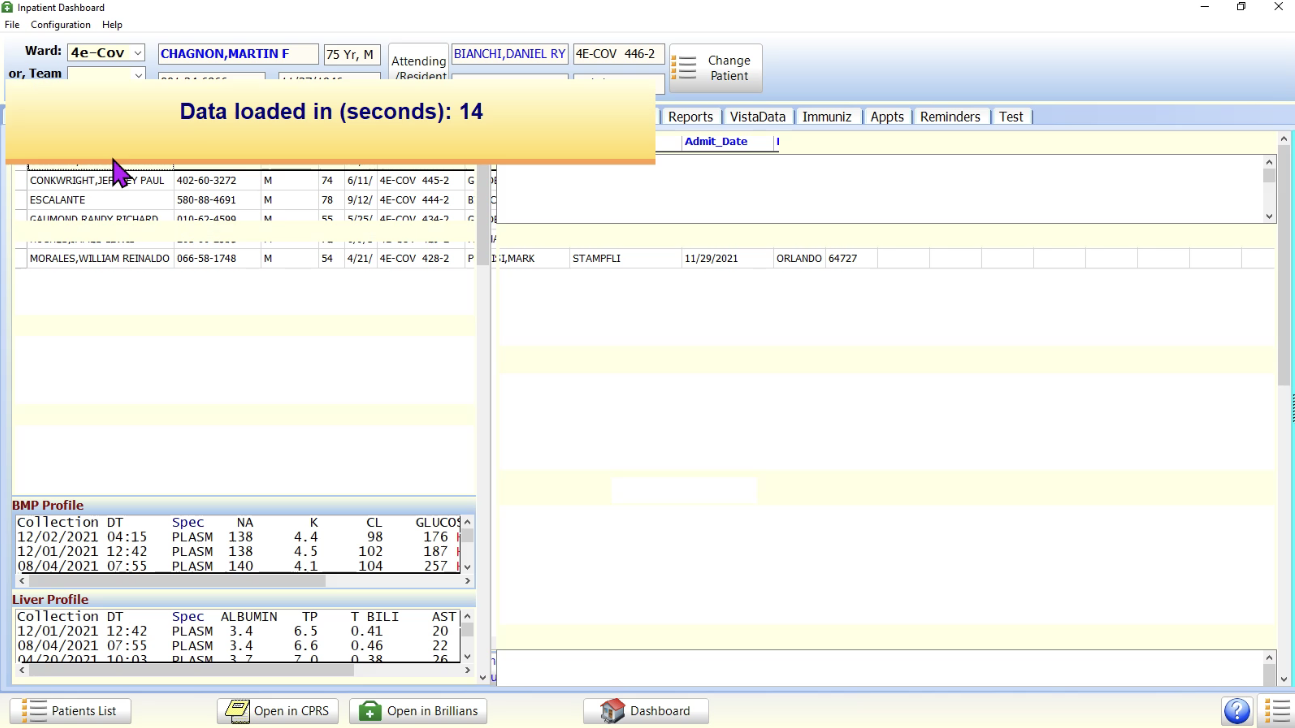 Inpatient Dashboard
File Configuration Help
Ward: 4e-Cov CHAGNON,MARTIN F 75 Yr, M Attending BIANCHI,DANIEL RY 4E-COV 446-2 Change
or, Team /Resident Patient
Data loaded in (seconds): 14
Reports VistaData Immuniz Appts Reminders Test
Admit_Date
CONKWRIGHT,JEFFREY PAUL 402-60-3272 M 74 6/11/ 4E-COV 445-2
ESCALANTE 580-88-4691 M 78 9/12/ 4E-COV 444-2
GAUMOND,RANDY RICHARD 010-62-4599 M 55 5/25/ 4E-COV 434-2
MORALES,WILLIAM REINALDO 066-58-1748 M 54 4/21/ 4E-COV 428-2 P SI,MARK STAMPFLI 11/29/2021 ORLANDO 64727
BMP Profile
Collection DT Spec NA K CL GLUCOS
12/02/2021 04:15 PLASM 138 4.4 98 176 H
12/01/2021 12:42 PLASM 138 4.5 102 187 H
08/04/2021 07:55 PLASM 140 4.1 104 257 H
Liver Profile
Collection DT Spec ALBUMIN TP T BILI AST
12/01/2021 12:42 PLASM 3.4 6.5 0.41 20
08/04/2021 07:55 PLASM 3.4 6.6 0.46 22
04/20/2021 10:03 PLASM 3.7 7.0 0.38 26
Patients List Open in CPRS Open in Brillians Dashboard